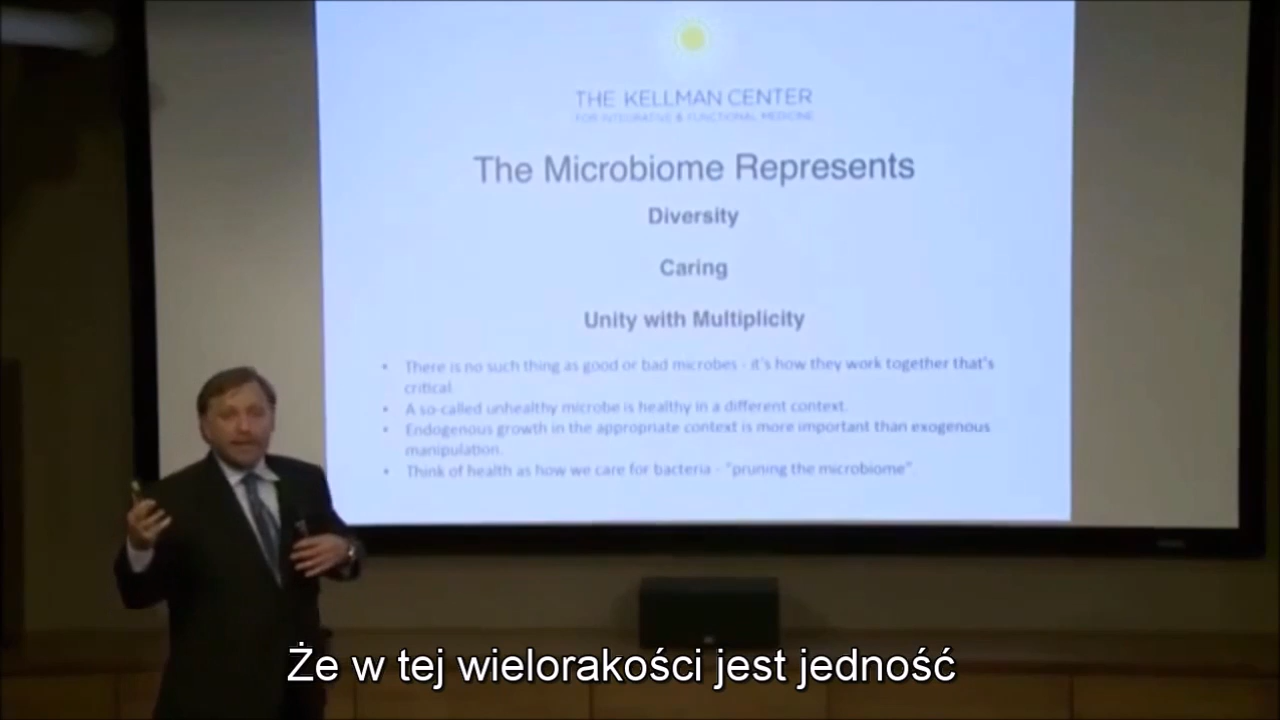 THE KELLMAN CENTER
FOR INTEGRATIVE & FUNCTIONAL MEDICINE
The Microbiome Represents
Diversity
Caring
Unity with Multiplicity
• There is no such thing as good or bad microbes - it's how they work together that's
critical.
• A so-called unhealthy microbe is healthy in a different context.
• Endogenous growth in the appropriate context is more important than exogenous
manipulation.
• Think of health as how we care for bacteria - "pruning the microbiome".
Że w tej wielorakości jest jedność